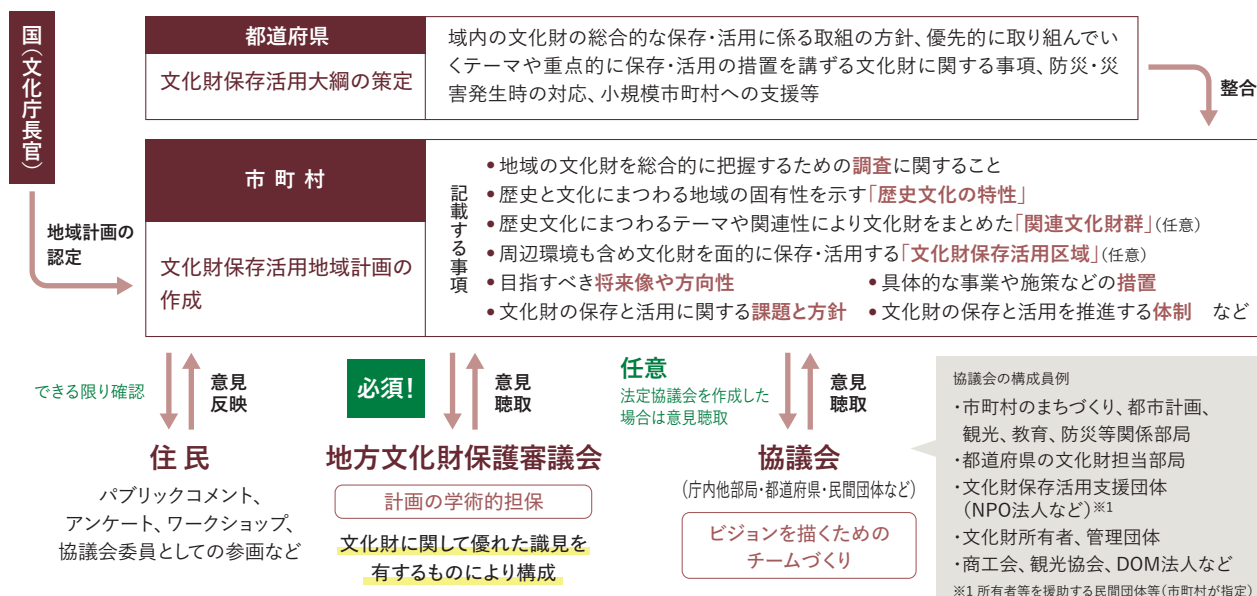 国(文化庁長官)
都道府県
文化財保存活用大綱の策定
域内の文化財の総合的な保存・活用に係る取組の方針、優先的に取り組んでい
くテーマや重点的に保存・活用の措置を講ずる文化財に関する事項、防災・災
害発生時の対応、小規模市町村への支援等
整合
地域計画の
認定
市町村
文化財保存活用地域計画の
作成
記載する事項
•地域の文化財を総合的に把握するための調査に関すること
•歴史と文化にまつわる地域の固有性を示す「歴史文化の特性」
•歴史文化にまつわるテーマや関連性により文化財をまとめた「関連文化財群」(任意)
•周辺環境も含め文化財を面的に保存・活用する「文化財保存活用区域」(任意)
•目指すべき将来像や方向性 •具体的な事業や施策などの措置
•文化財の保存と活用に関する課題と方針 •文化財の保存と活用を推進する体制 など
できる限り確認
意見
反映
住民
パブリックコメント、
アンケート、ワークショップ、
協議会委員としての参画など
必須!
意見
聴取
地方文化財保護審議会
計画の学術的担保
文化財に関して優れた識見を
有するものにより構成
任意
法定協議会を作成した
場合は意見聴取
意見
聴取
協議会
(庁内他部局・都道府県・民間団体など)
ビジョンを描くための
チームづくり
協議会の構成員例
・市町村のまちづくり、都市計画、
観光、教育、防災等関係部局
・都道府県の文化財担当部局
・文化財保存活用支援団体
(NPO法人など)※1
・文化財所有者、管理団体
・商工会、観光協会、DOM法人など
※1 所有者等を援助する民間団体等(市町村が指定)